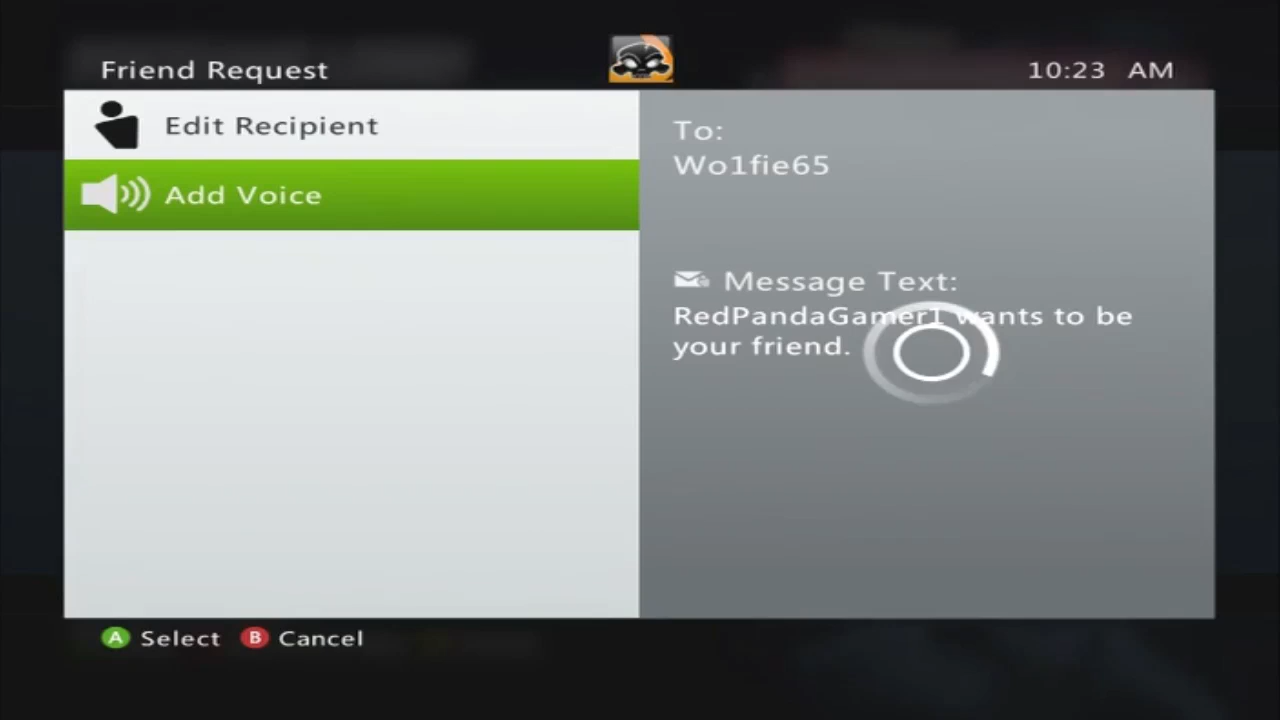 Friend Request
10:23 AM
Edit Recipient
Add Voice
To:
Wo1fie65
Message Text:
RedPandaGamer1 wants to be
your friend.
A Select B Cancel